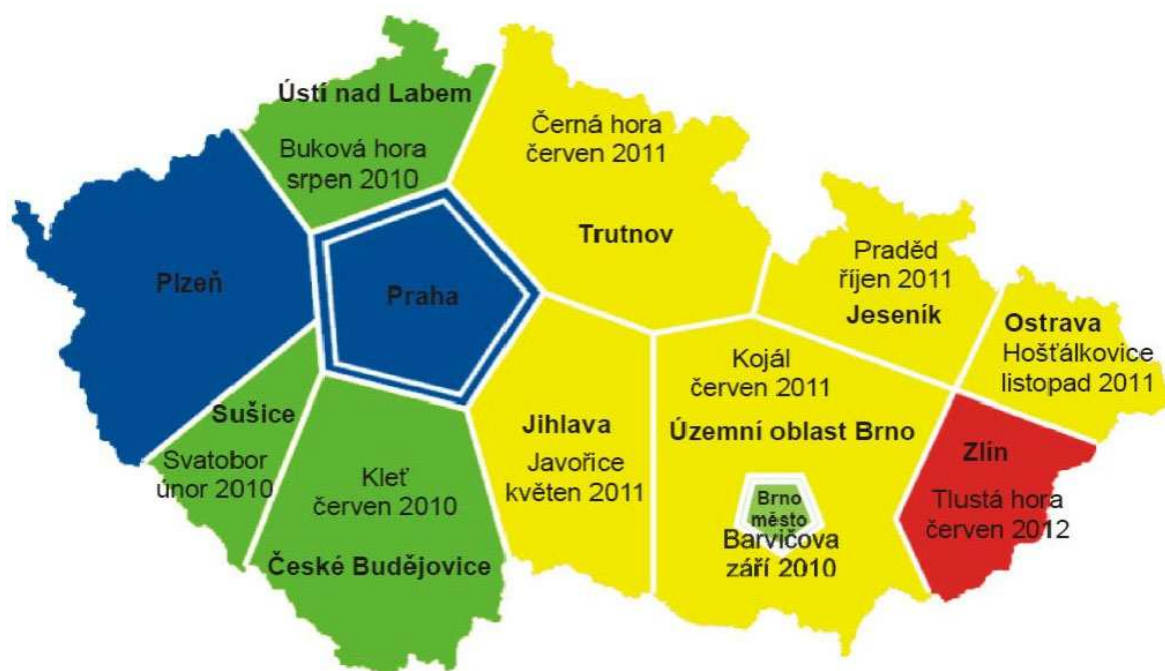 Ústí nad Labem
Buková hora
srpen 2010
Černá hora
červen 2011
Trutnov
Plzeň
Praha
Praděd
říjen 2011
Jeseník
Ostrava
Hošťálkovice
listopad 2011
Sušice
Svatobor
únor 2010
Kleť
červen 2010
České Budějovice
Jihlava
Javořice
květen 2011
Kojál
červen 2011
Územní oblast Brno
Brno
město
Barvičova
září 2010
Zlín
Tlustá hora
červen 2012